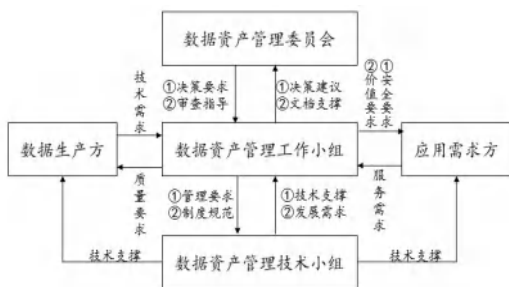 数据资产管理委员会
技术需求
①决策要求
②审查指导
①决策建议
②文档支撑
①安全要求
②价值要求
数据生产方
数据资产管理工作小组
应用需求方
质量要求
①管理要求
②制度规范
①技术支撑
②发展需求
服务需求
技术支撑
数据资产管理技术小组
技术支撑